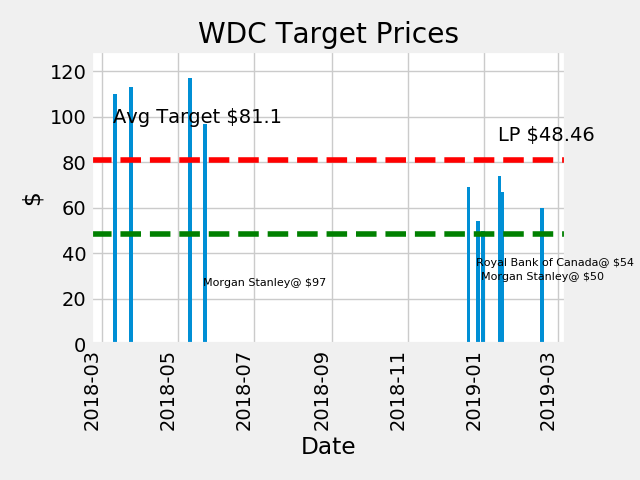 WDC Target Prices
120
100
80
60
40
20
0
$
Avg Target $81.1
LP $48.46
Royal Bank of Canada@ $54
Morgan Stanley@ $50
Morgan Stanley@ $97
2018-03
2018-05
2018-07
2018-09
2018-11
2019-01
2019-03
Date